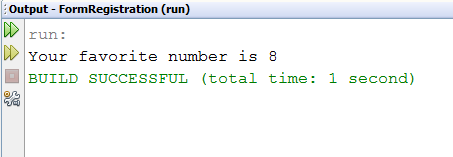 Output - FormRegistration (run)
run:
Your favorite number is 8
BUILD SUCCESSFUL (total time: 1 second)